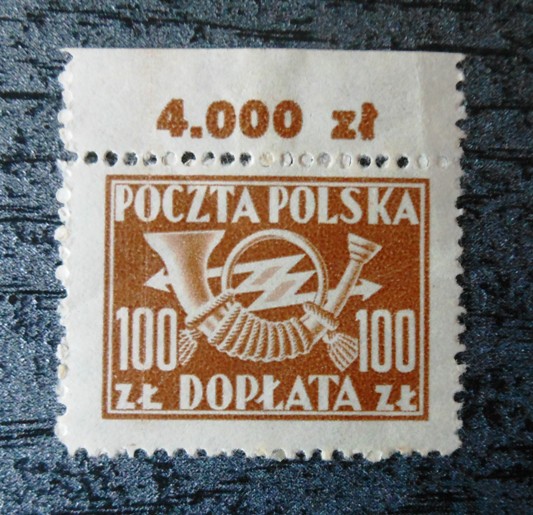 4.000 zł
POCZTA POLSKA
100 100
ZŁ DOPŁATA ZŁ